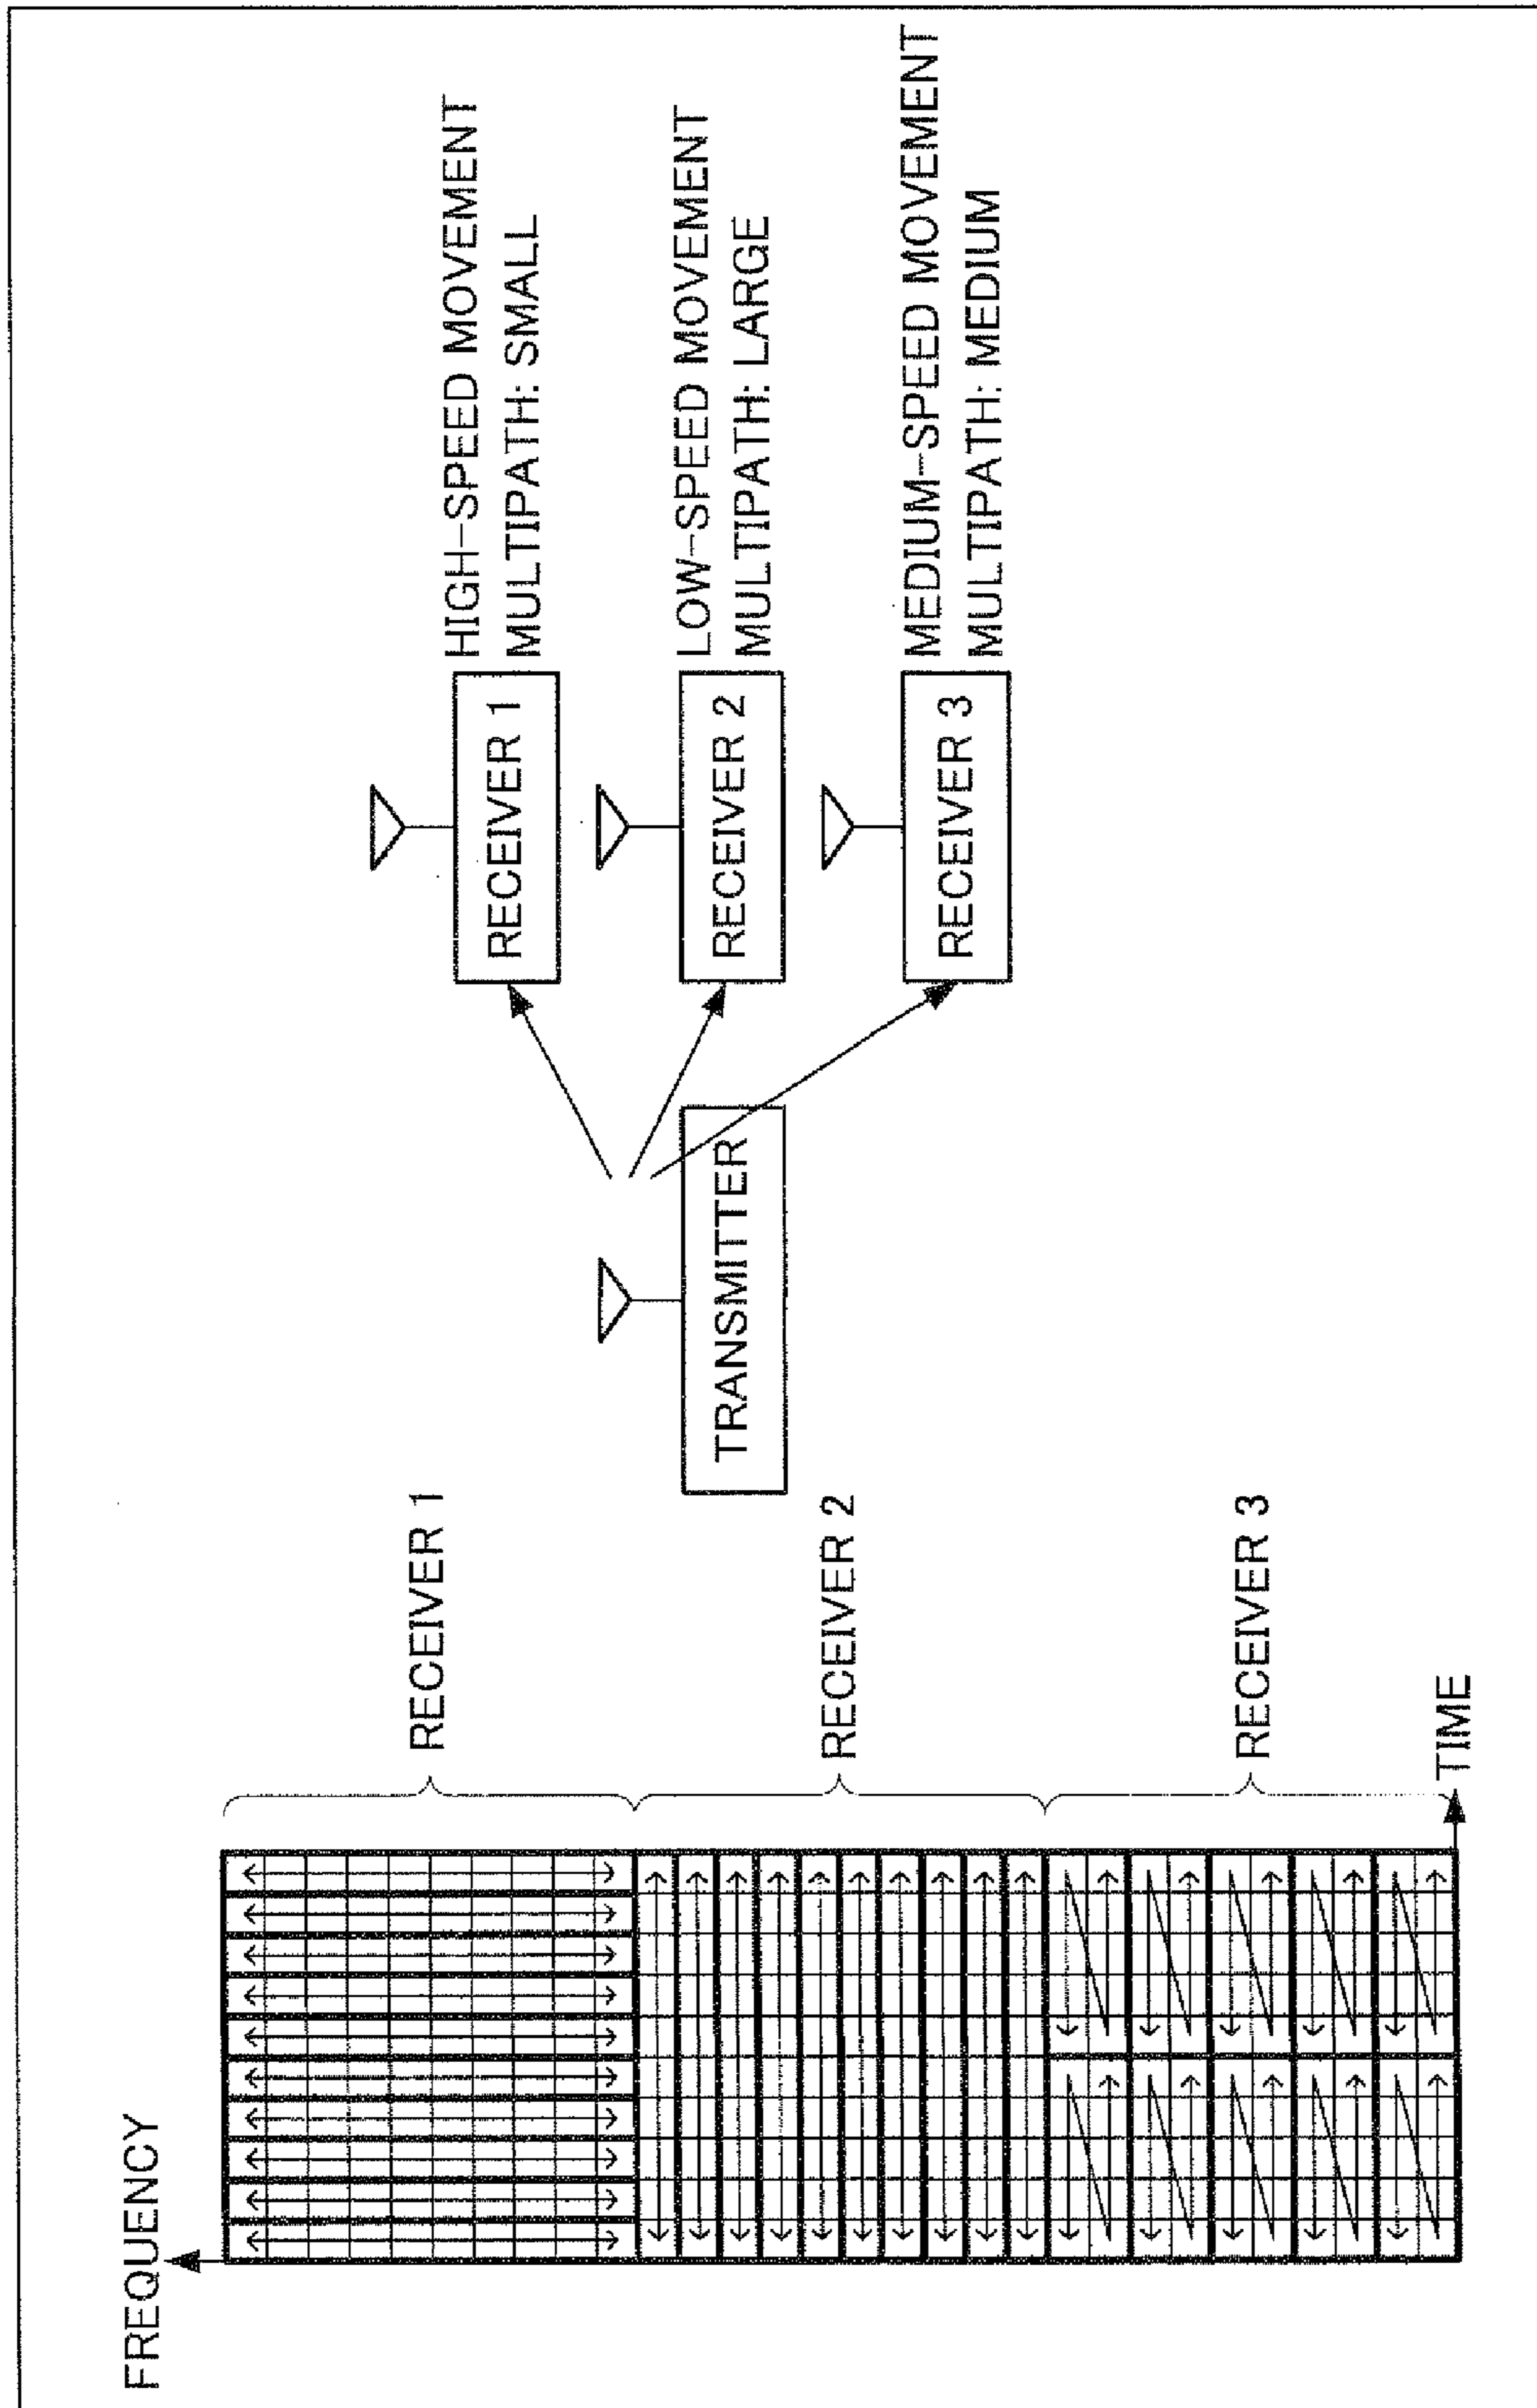 FREQUENCY
RECEIVER 1
RECEIVER 2
RECEIVER 3
TIME
TRANSMITTER
RECEIVER 1
HIGH-SPEED MOVEMENT
MULTIPATH: SMALL
RECEIVER 2
LOW-SPEED MOVEMENT
MULTIPATH: LARGE
RECEIVER 3
MEDIUM-SPEED MOVEMENT
MULTIPATH: MEDIUM